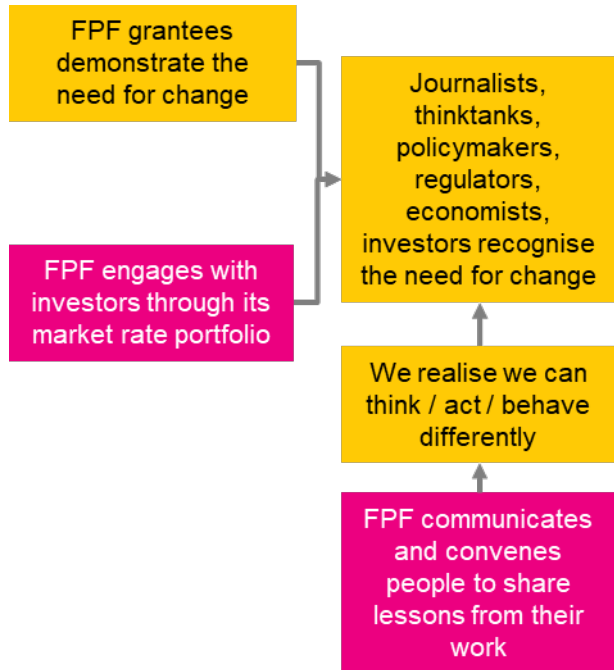 FPF grantees
demonstrate the
need for change
Journalists,
thinktanks,
policymakers,
regulators,
economists,
investors recognise
the need for change
FPF engages with
investors through its
market rate portfolio
We realise we can
think / act / behave
differently
FPF communicates
and convenes
people to share
lessons from their
work